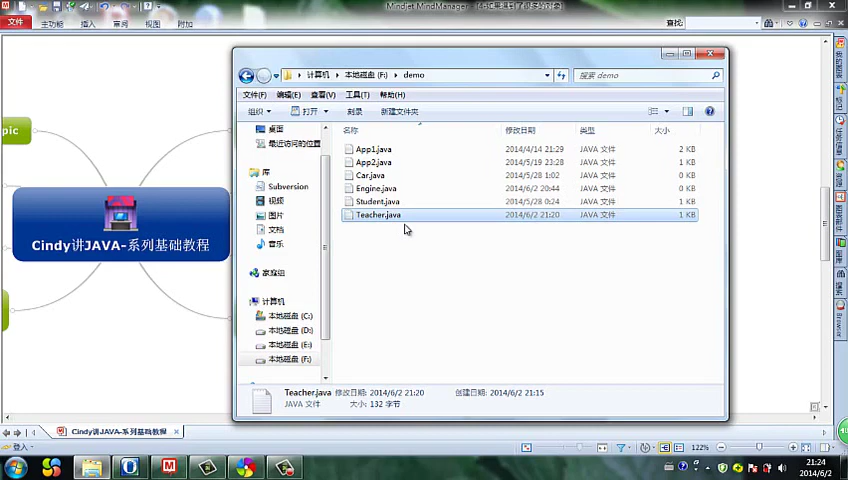 Mindjet MindManager
文件
主功能
插入
审阅
视图
附加
查找:
计算机 本地磁盘 (F:) demo
搜索 demo
文件(F) 编辑(E) 查看(V) 工具(T) 帮助(H)
组织 打开 刻录 新建文件夹
名称 修改日期 类型 大小
桌面
最近访问的位置
库
Subversion
视频
图片
文档
音乐
家庭组
计算机
本地磁盘 (C:)
本地磁盘 (D:)
本地磁盘 (E:)
本地磁盘 (F:)
App1.java 2014/4/14 21:29 JAVA 文件 2 KB
App2.java 2014/5/19 23:28 JAVA 文件 1 KB
Car.java 2014/5/28 1:02 JAVA 文件 0 KB
Engine.java 2014/6/2 20:44 JAVA 文件 0 KB
Student.java 2014/5/28 0:24 JAVA 文件 1 KB
Teacher.java 2014/6/2 21:20 JAVA 文件 1 KB
Teacher.java 修改日期: 2014/6/2 21:20 创建日期: 2014/6/2 21:15
JAVA 文件 大小: 132 字节
pic
Cindy讲JAVA-系列基础教程
Browser
Cindy讲JAVA-系列基础教程
登入
122%
21:24
2014/6/2